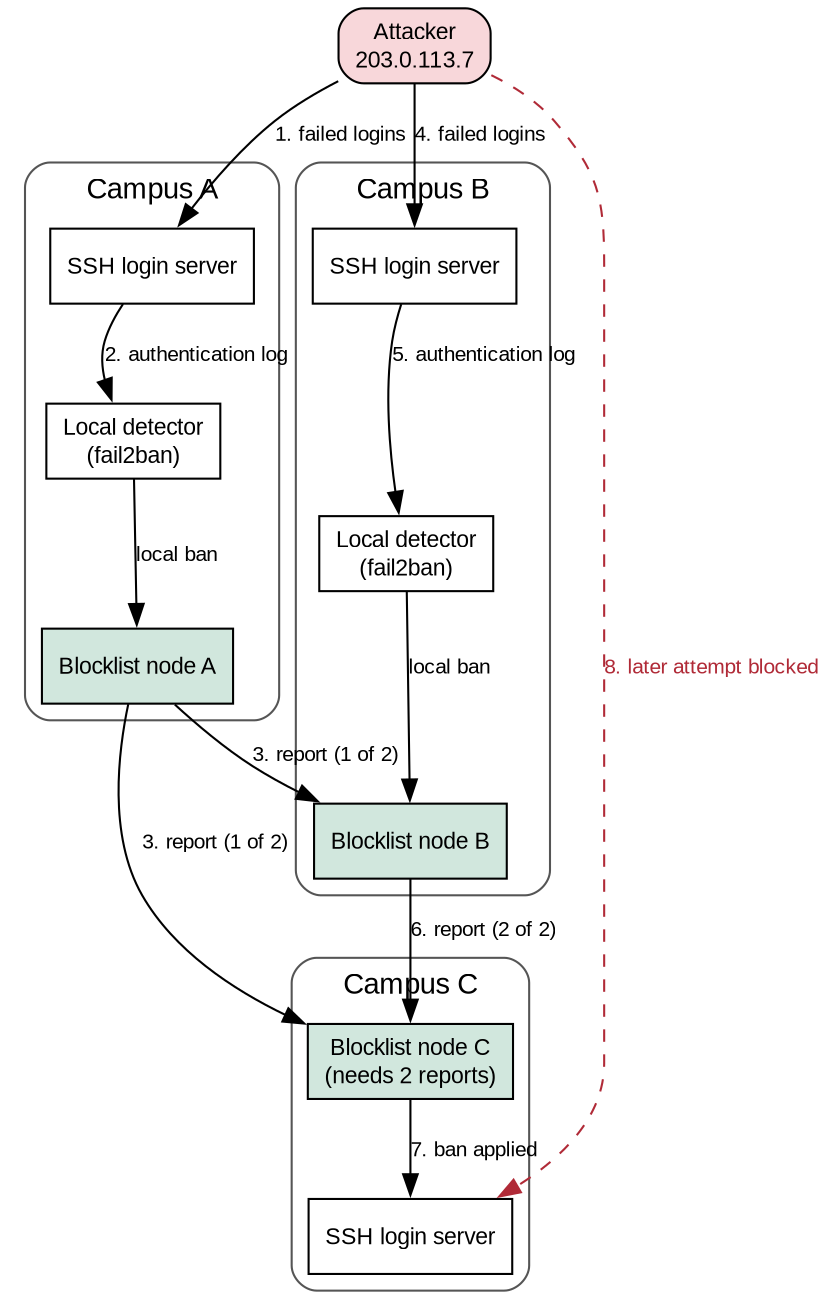 Attacker
203.0.113.7
1. failed logins
4. failed logins
Campus A
Campus B
SSH login server
SSH login server
2. authentication log
5. authentication log
Local detector
(fail2ban)
Local detector
(fail2ban)
local ban
Blocklist node A
local ban
8. later attempt blocked
3. report (1 of 2)
3. report (1 of 2)
Blocklist node B
6. report (2 of 2)
Campus C
Blocklist node C
(needs 2 reports)
7. ban applied
SSH login server